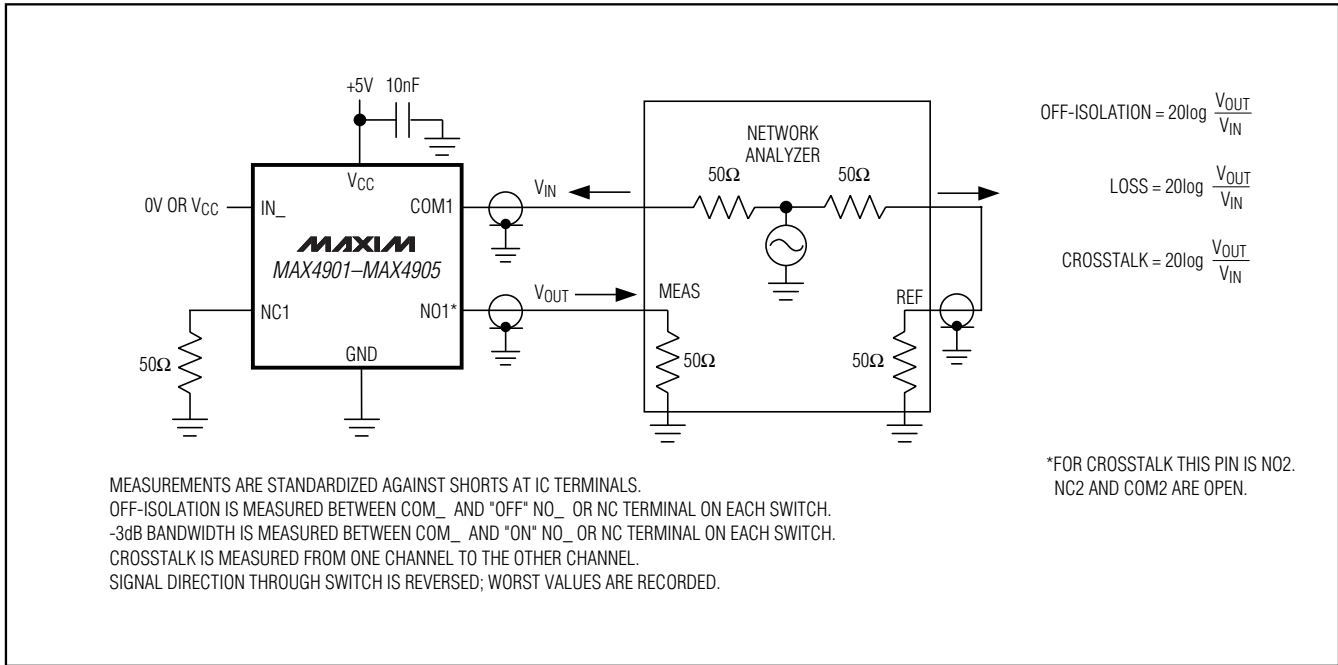 +5V 10nF
VCC
0V OR VCC
IN_
COM1
MAXIM
MAX4901–MAX4905
NC1
NO1*
GND
50Ω
VIN
VOUT
NETWORK
ANALYZER
50Ω 50Ω
MEAS
REF
50Ω 50Ω
OFF-ISOLATION = 20log VOUT/VIN
LOSS = 20log VOUT/VIN
CROSSTALK = 20log VOUT/VIN
*FOR CROSSTALK THIS PIN IS NO2.
NC2 AND COM2 ARE OPEN.
MEASUREMENTS ARE STANDARDIZED AGAINST SHORTS AT IC TERMINALS.
OFF-ISOLATION IS MEASURED BETWEEN COM_ AND "OFF" NO_ OR NC TERMINAL ON EACH SWITCH.
-3dB BANDWIDTH IS MEASURED BETWEEN COM_ AND "ON" NO_ OR NC TERMINAL ON EACH SWITCH.
CROSSTALK IS MEASURED FROM ONE CHANNEL TO THE OTHER CHANNEL.
SIGNAL DIRECTION THROUGH SWITCH IS REVERSED; WORST VALUES ARE RECORDED.